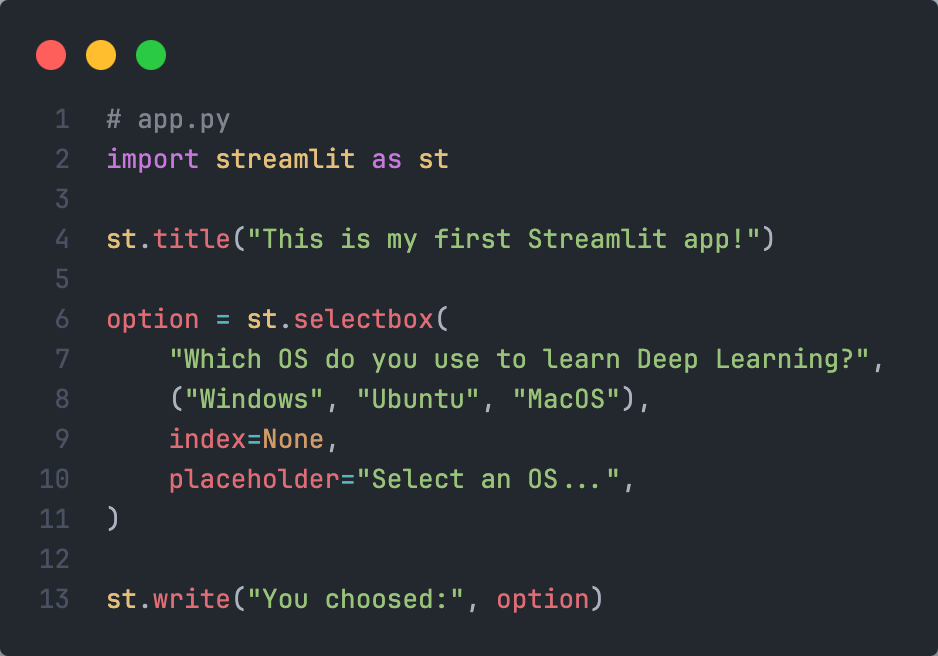 1 # app.py
2 import streamlit as st
3
4 st.title("This is my first Streamlit app!")
5
6 option = st.selectbox(
7     "Which OS do you use to learn Deep Learning?",
8     ("Windows", "Ubuntu", "MacOS"),
9     index=None,
10     placeholder="Select an OS...",
11 )
12
13 st.write("You choosed:", option)